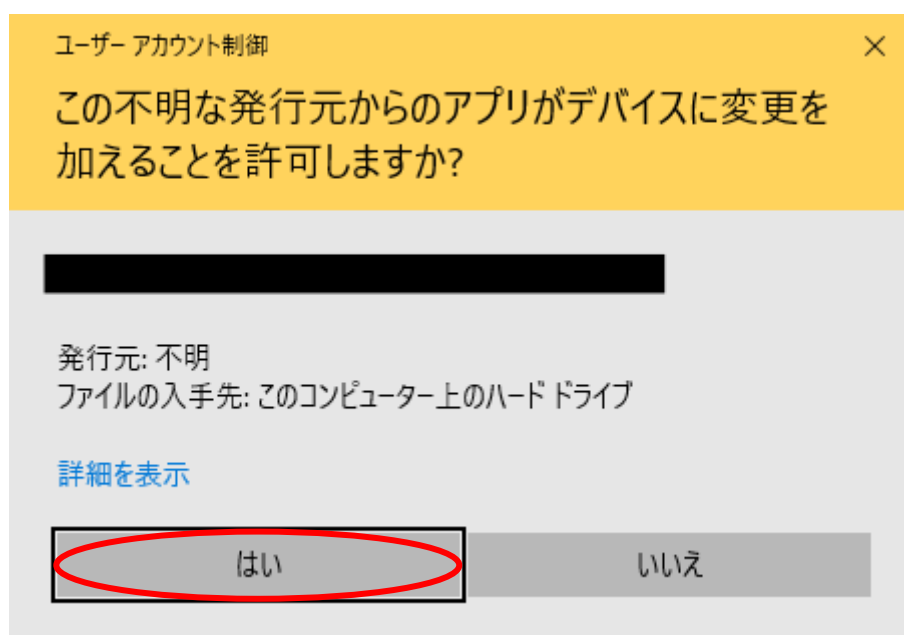 ユーザー アカウント制御
この不明な発行元からのアプリがデバイスに変更を
加えることを許可しますか?
発行元: 不明
ファイルの入手先: このコンピューター上のハード ドライブ
詳細を表示
はい
いいえ